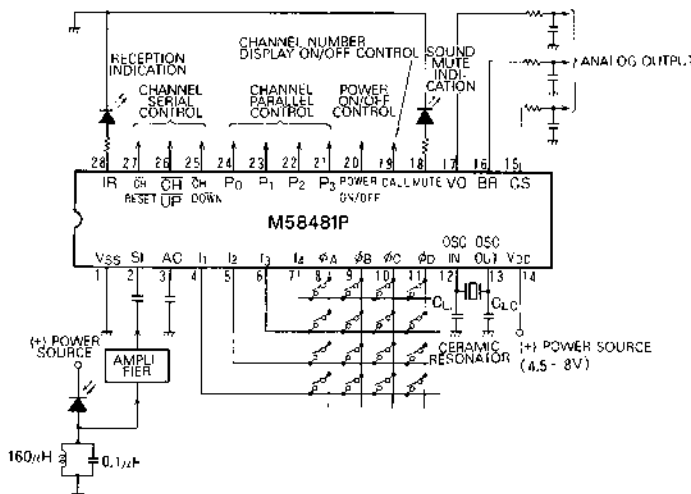 CHANNEL NUMBER
DISPLAY ON/OFF CONTROL
SOUND
MUTE
INDI-
CATION
RECEPTION
INDICATION
CHANNEL
SERIAL
CONTROL
CHANNEL
PARALLEL
CONTROL
POWER
ON/OFF
CONTROL
ANALOG OUTPUT
28 27 26 25 24 23 22 21 20 19 18 17 16 15
IR CH CH CH P0 P1 P2 P3 POWER CALL MUTE VO BR CS
RESET UP DOWN ON/OFF
M58481P
OSC OSC
VSS SI AC I1 I2 I3 I4 ϕA ϕB ϕC ϕD IN OUT VDD
1 2 3 4 5 6 7 8 9 10 11 12 13 14
CL CLC
(+) POWER
SOURCE
AMPLI
FIER
CERAMIC
RESONATOR
(+) POWER SOURCE
(4.5–8V)
160μH
0.1μF